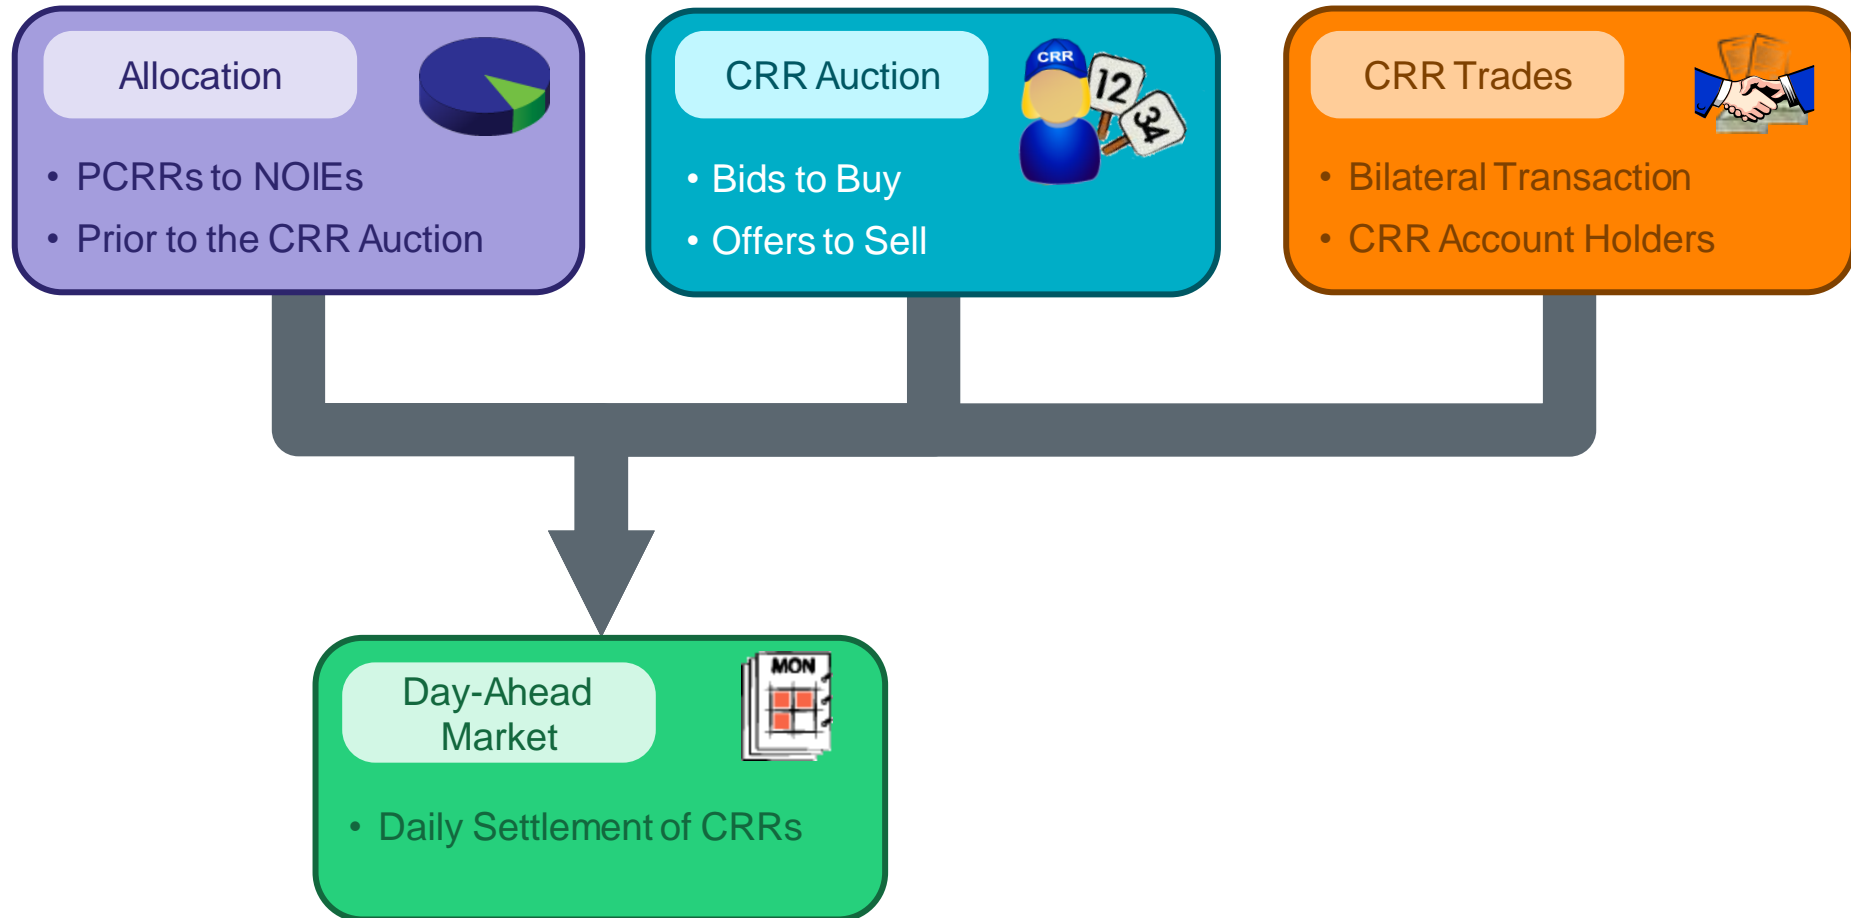 Allocation
• PCRRs to NOIEs
• Prior to the CRR Auction
CRR Auction
CRR
12
34
• Bids to Buy
• Offers to Sell
CRR Trades
• Bilateral Transaction
• CRR Account Holders
Day-Ahead
Market
MON
• Daily Settlement of CRRs